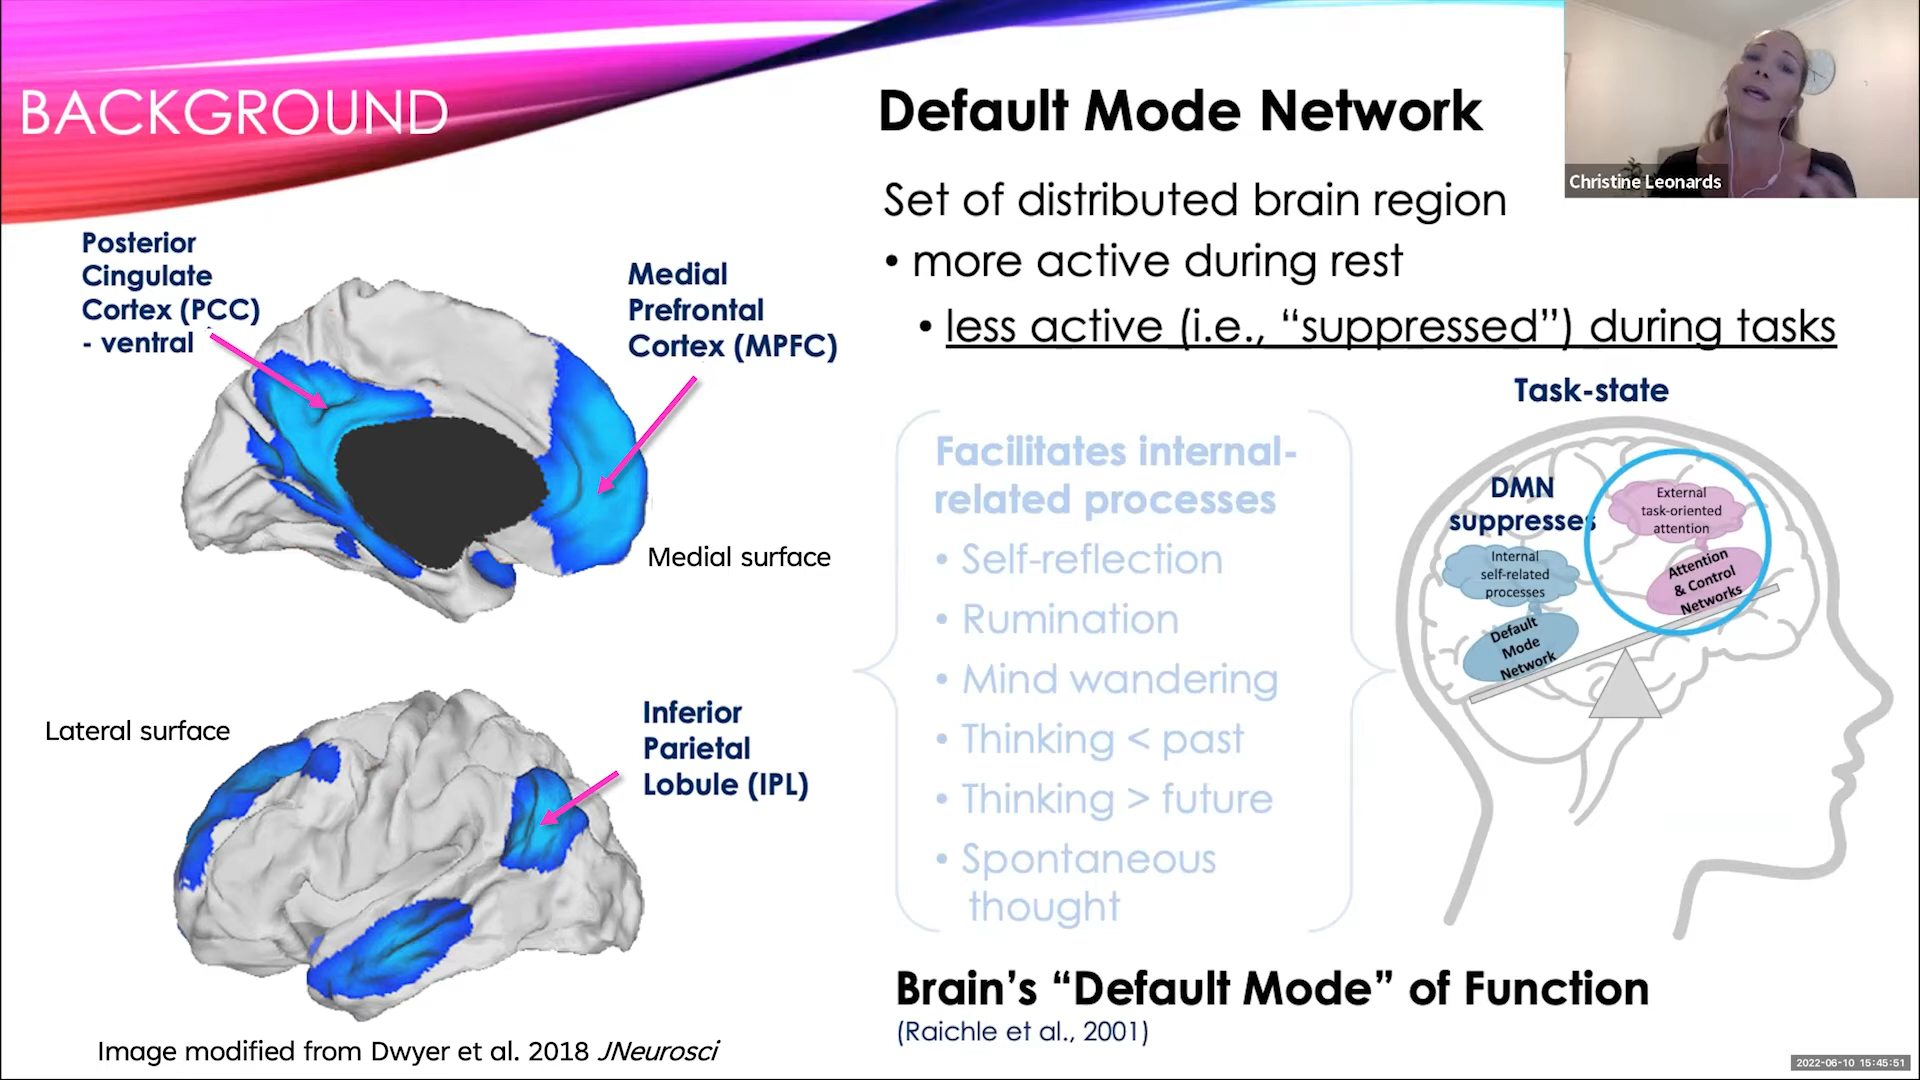 BACKGROUND
Default Mode Network
Christine Leonards
Set of distributed brain region
• more active during rest
• less active (i.e., “suppressed”) during tasks
Posterior
Cingulate
Cortex (PCC)
- ventral
Medial
Prefrontal
Cortex (MPFC)
Medial surface
Lateral surface
Inferior
Parietal
Lobule (IPL)
Image modified from Dwyer et al. 2018 JNeurosci
Facilitates internal-
related processes
• Self-reflection
• Rumination
• Mind wandering
• Thinking < past
• Thinking > future
• Spontaneous
thought
Task-state
DMN
suppresses
Internal
self-related
processes
Default
Mode
Network
External
task-oriented
attention
Attention
& Control
Networks
Brain’s “Default Mode” of Function
(Raichle et al., 2001)
2022-06-10 15:45:51